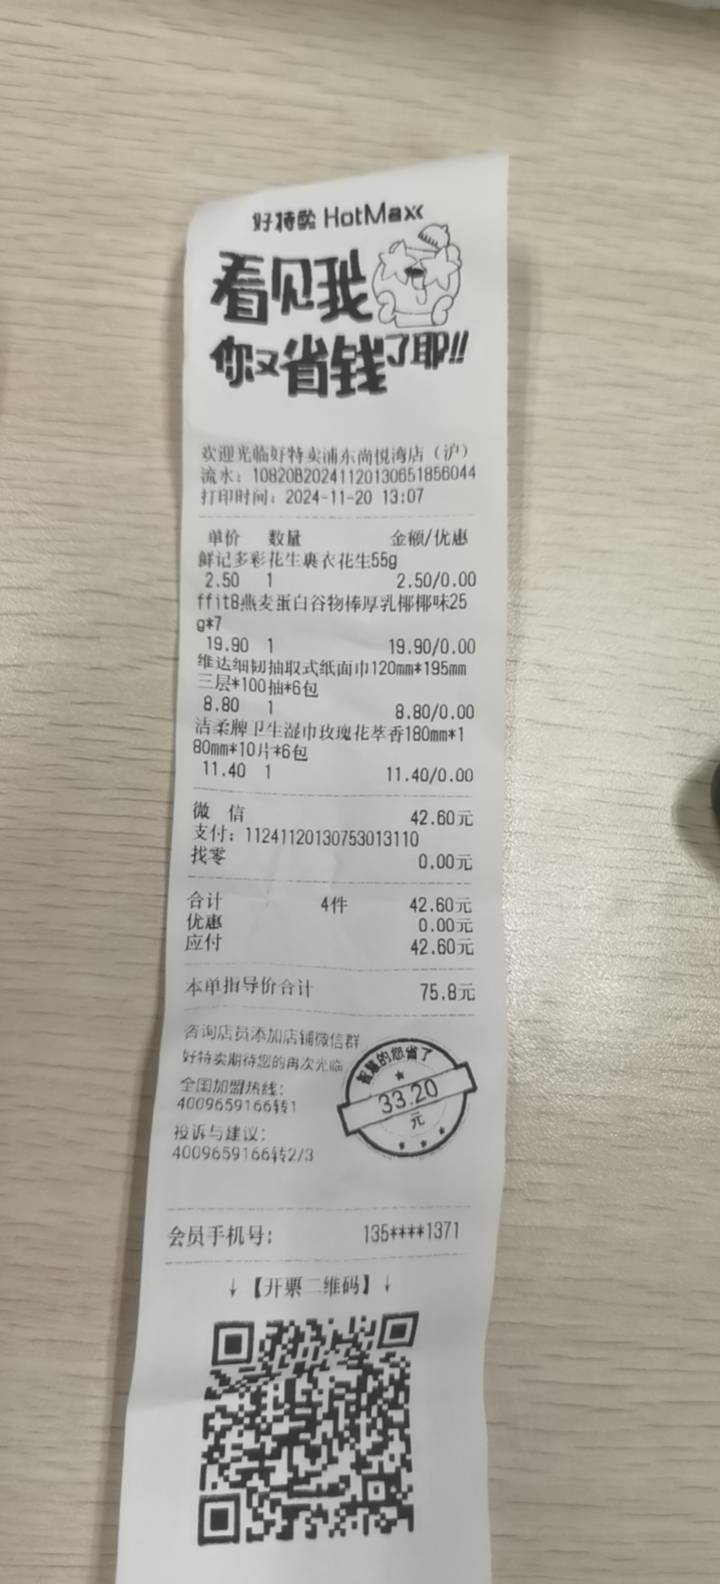 好特卖 HotMaxx
看见我
你又省钱了耶!!
欢迎光临好特卖浦东尚悦湾店（沪）
流水：10820B20241120130651856044
打印时间：2024-11-20 13:07
单价 数量 金额/优惠
鲜记多彩花生裹衣花生55g
2.50 1 2.50/0.00
ffit8燕麦蛋白谷物棒厚乳椰椰味25
g*7
19.90 1 19.90/0.00
维达细韧抽取式纸面巾120mm*195mm
三层*100抽*6包
8.80 1 8.80/0.00
洁柔牌卫生湿巾玫瑰花萃香180mm*1
80mm*10片*6包
11.40 1 11.40/0.00
微 信 42.60元
支付：11241120130753013110
找零 0.00元
合计 4件 42.60元
优惠 0.00元
应付 42.60元
本单指导价合计 75.8元
咨询店员添加店铺微信群
好特卖期待您的再次光临
全国加盟热线：
4009659166转1
投诉与建议：
4009659166转2/3
的您省了
33.20
元
会员手机号： 135****1371
↓【开票二维码】↓